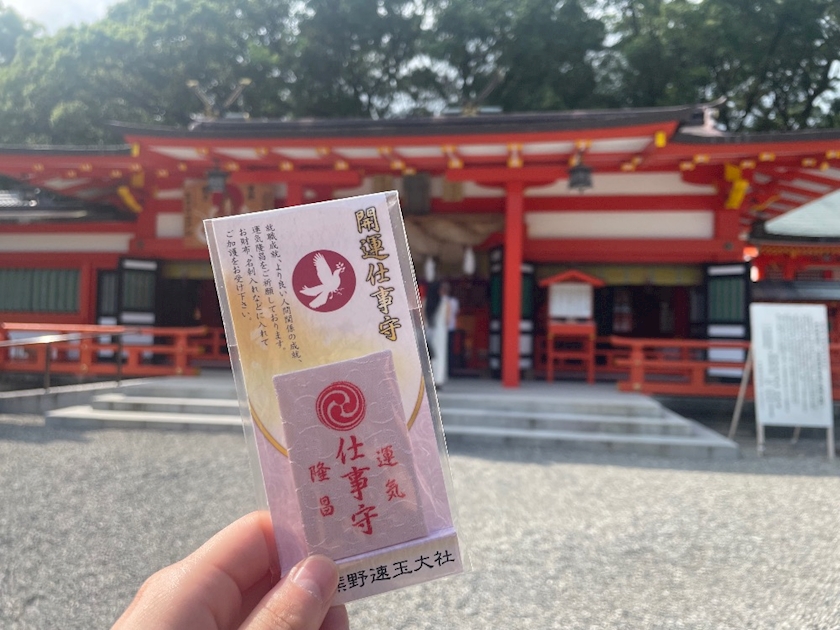 開運仕事守
就職成就、より良い人間関係の成就、
運気隆昌をご祈願しております。
お財布、名刺入れなどに入れて
ご加護をお受け下さい。
運気
仕事守
隆昌
熊野速玉大社